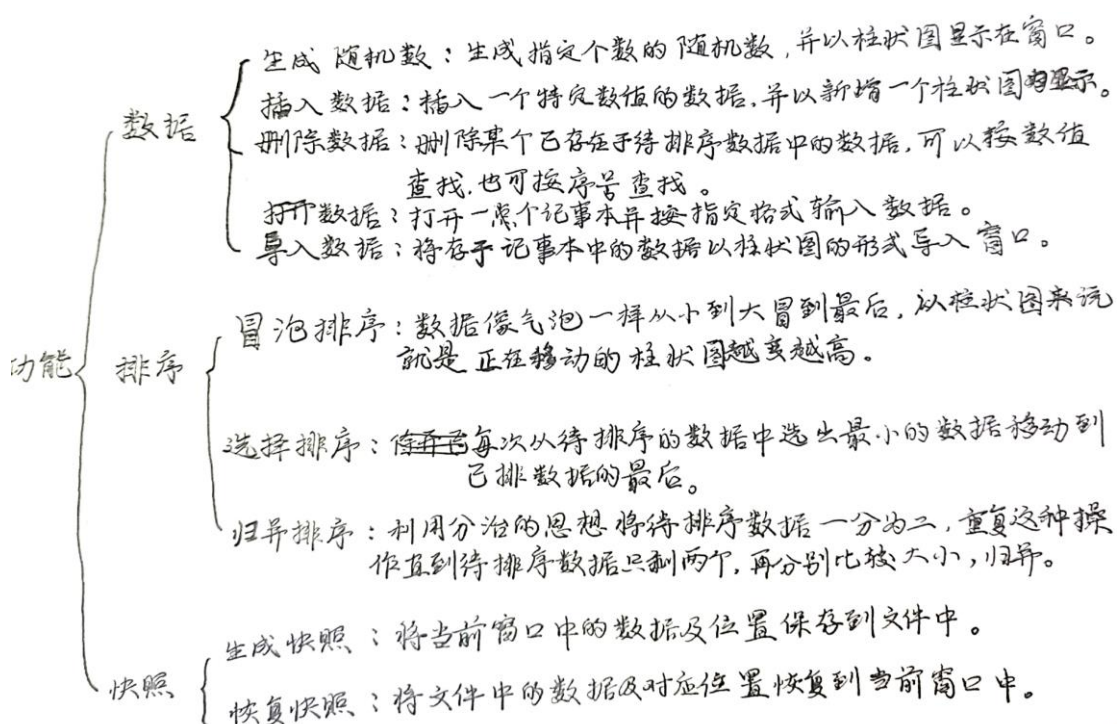 生成随机数：生成指定个数的随机数，并以柱状图显示在窗口。
插入数据：插入一个特定数值的数据，并以新增一个柱状图显示。
数据
删除数据：删除某个已存在于待排序数据中的数据，可以按数值
查找，也可按序号查找。
打开数据：打开一个记事本并按指定格式输入数据。
导入数据：将存于记事本中的数据以柱状图的形式导入窗口。
冒泡排序：数据像气泡一样从小到大冒到最后，以柱状图来说
就是正在移动的柱状图越变越高。
功能
排序
选择排序：每次从待排序的数据中选出最小的数据移动到
已排数据的最后。
归并排序：利用分治的思想将待排序数据一分为二，重复这种操
作直到待排序数据只剩两个，再分别比较大小，归并。
生成快照：将当前窗口中的数据及位置保存到文件中。
快照
恢复快照：将文件中的数据及对应位置恢复到当前窗口中。